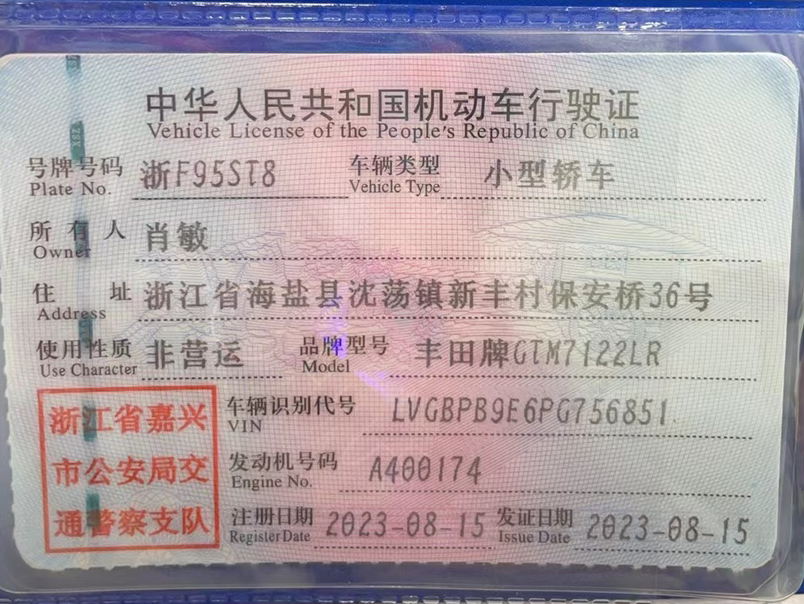 中华人民共和国机动车行驶证
Vehicle License of the People's Republic of China
号牌号码 浙F95ST8 车辆类型 小型轿车
Plate No. Vehicle Type
所有人 肖敏
Owner
住址 浙江省海盐县沈荡镇新丰村保安桥36号
Address
使用性质 非营运 品牌型号 丰田牌GTM7122LR
Use Character Model
浙江省嘉兴
市公安局交
通警察支队
车辆识别代号 LVGBPB9E6PG756851
VIN
发动机号码 A400174
Engine No.
注册日期 2023-08-15 发证日期 2023-08-15
Register Date Issue Date